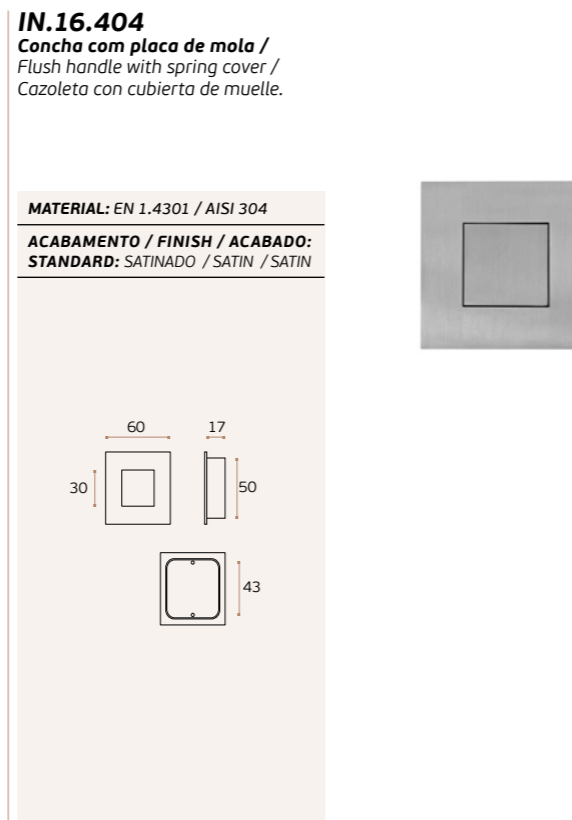 IN.16.404
Concha com placa de mola /
Flush handle with spring cover /
Cazoleta con cubierta de muelle.
MATERIAL: EN 1.4301 / AISI 304
ACABAMENTO / FINISH / ACABADO:
STANDARD: SATINADO / SATIN / SATIN
60
17
30
50
43